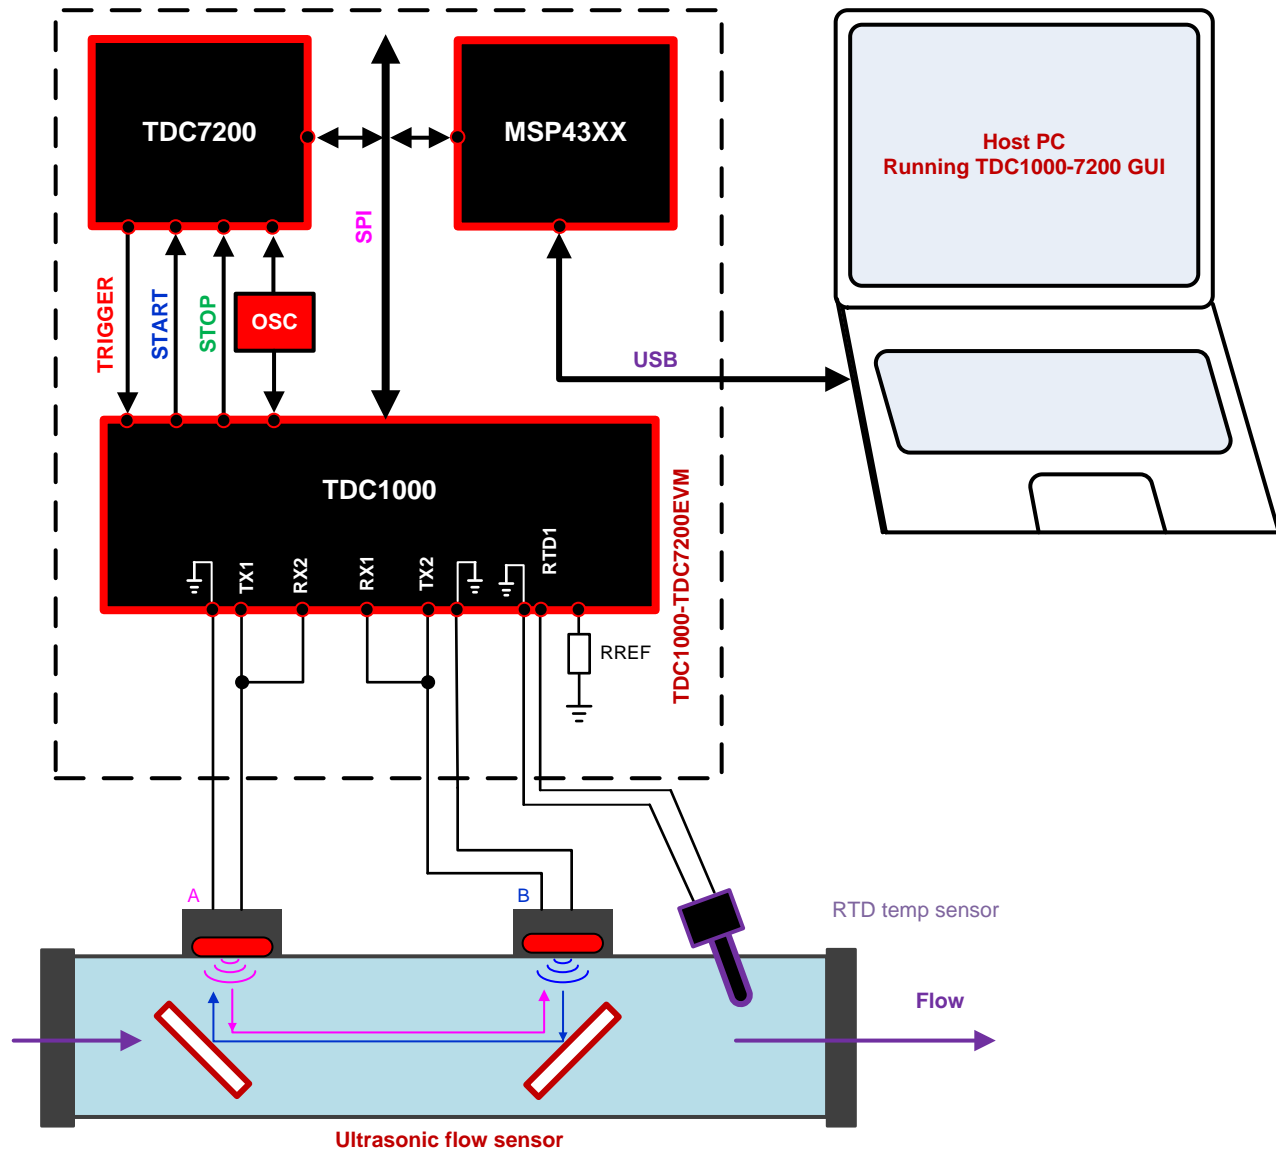 TDC7200
MSP43XX
Host PC
Running TDC1000-7200 GUI
SPI
TRIGGER
START
STOP
OSC
USB
TDC1000
TX1
RX2
RX1
TX2
RTD1
RREF
TDC1000-TDC7200EVM
A
B
RTD temp sensor
Flow
Ultrasonic flow sensor